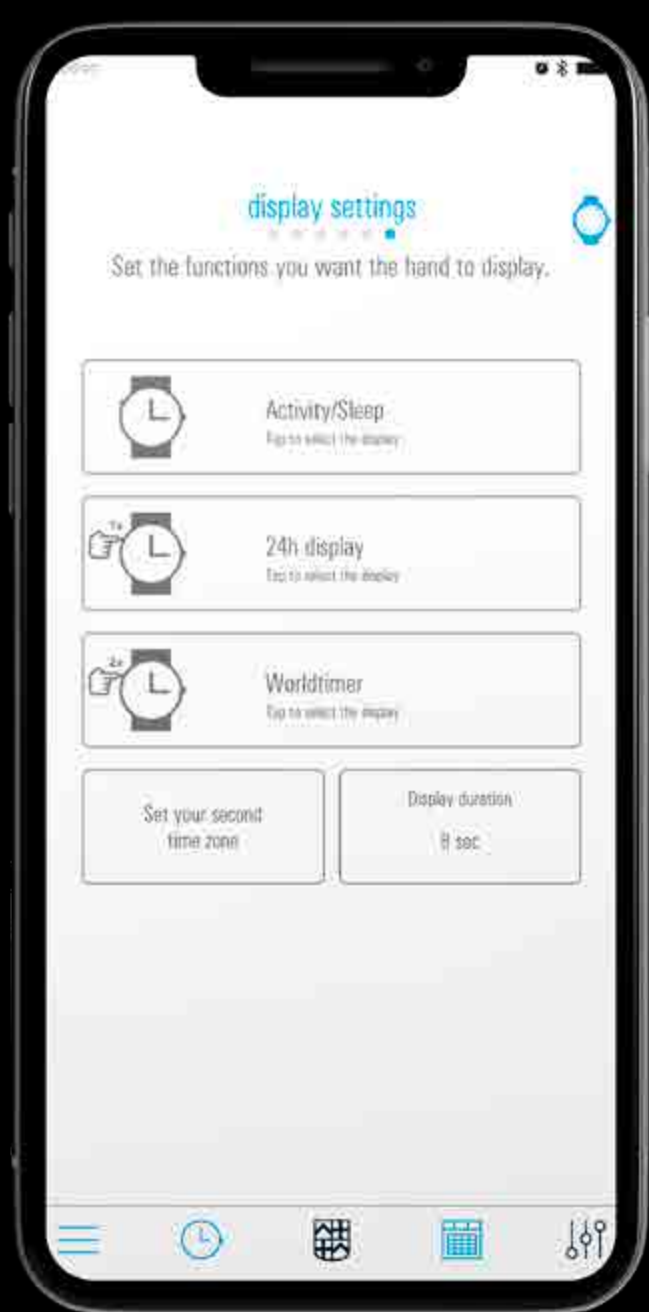 display settings
Set the functions you want the hand to display.
Activity/Sleep
Tap to select the display
1x
24h display
Tap to select the display
2x
Worldtimer
Tap to select the display
Set your second
time zone
Display duration
8 sec